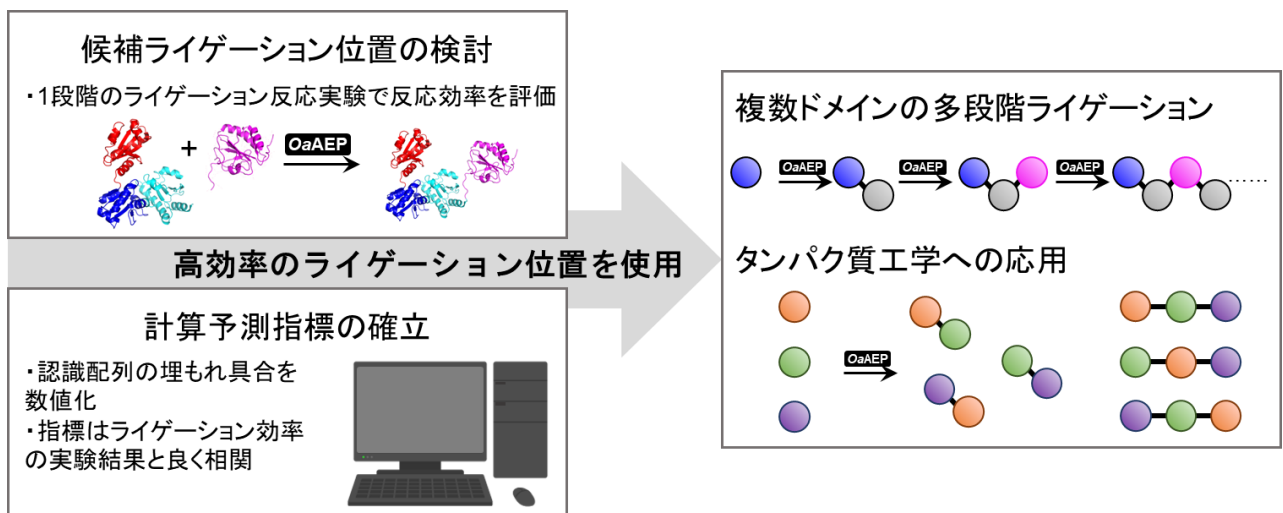 候補ライゲーション位置の検討
・1段階のライゲーション反応実験で反応効率を評価
+
OaAEP
高効率のライゲーション位置を使用
計算予測指標の確立
・認識配列の埋もれ具合を
数値化
・指標はライゲーション効率
の実験結果と良く相関
複数ドメインの多段階ライゲーション
OaAEP OaAEP OaAEP ……
タンパク質工学への応用
OaAEP